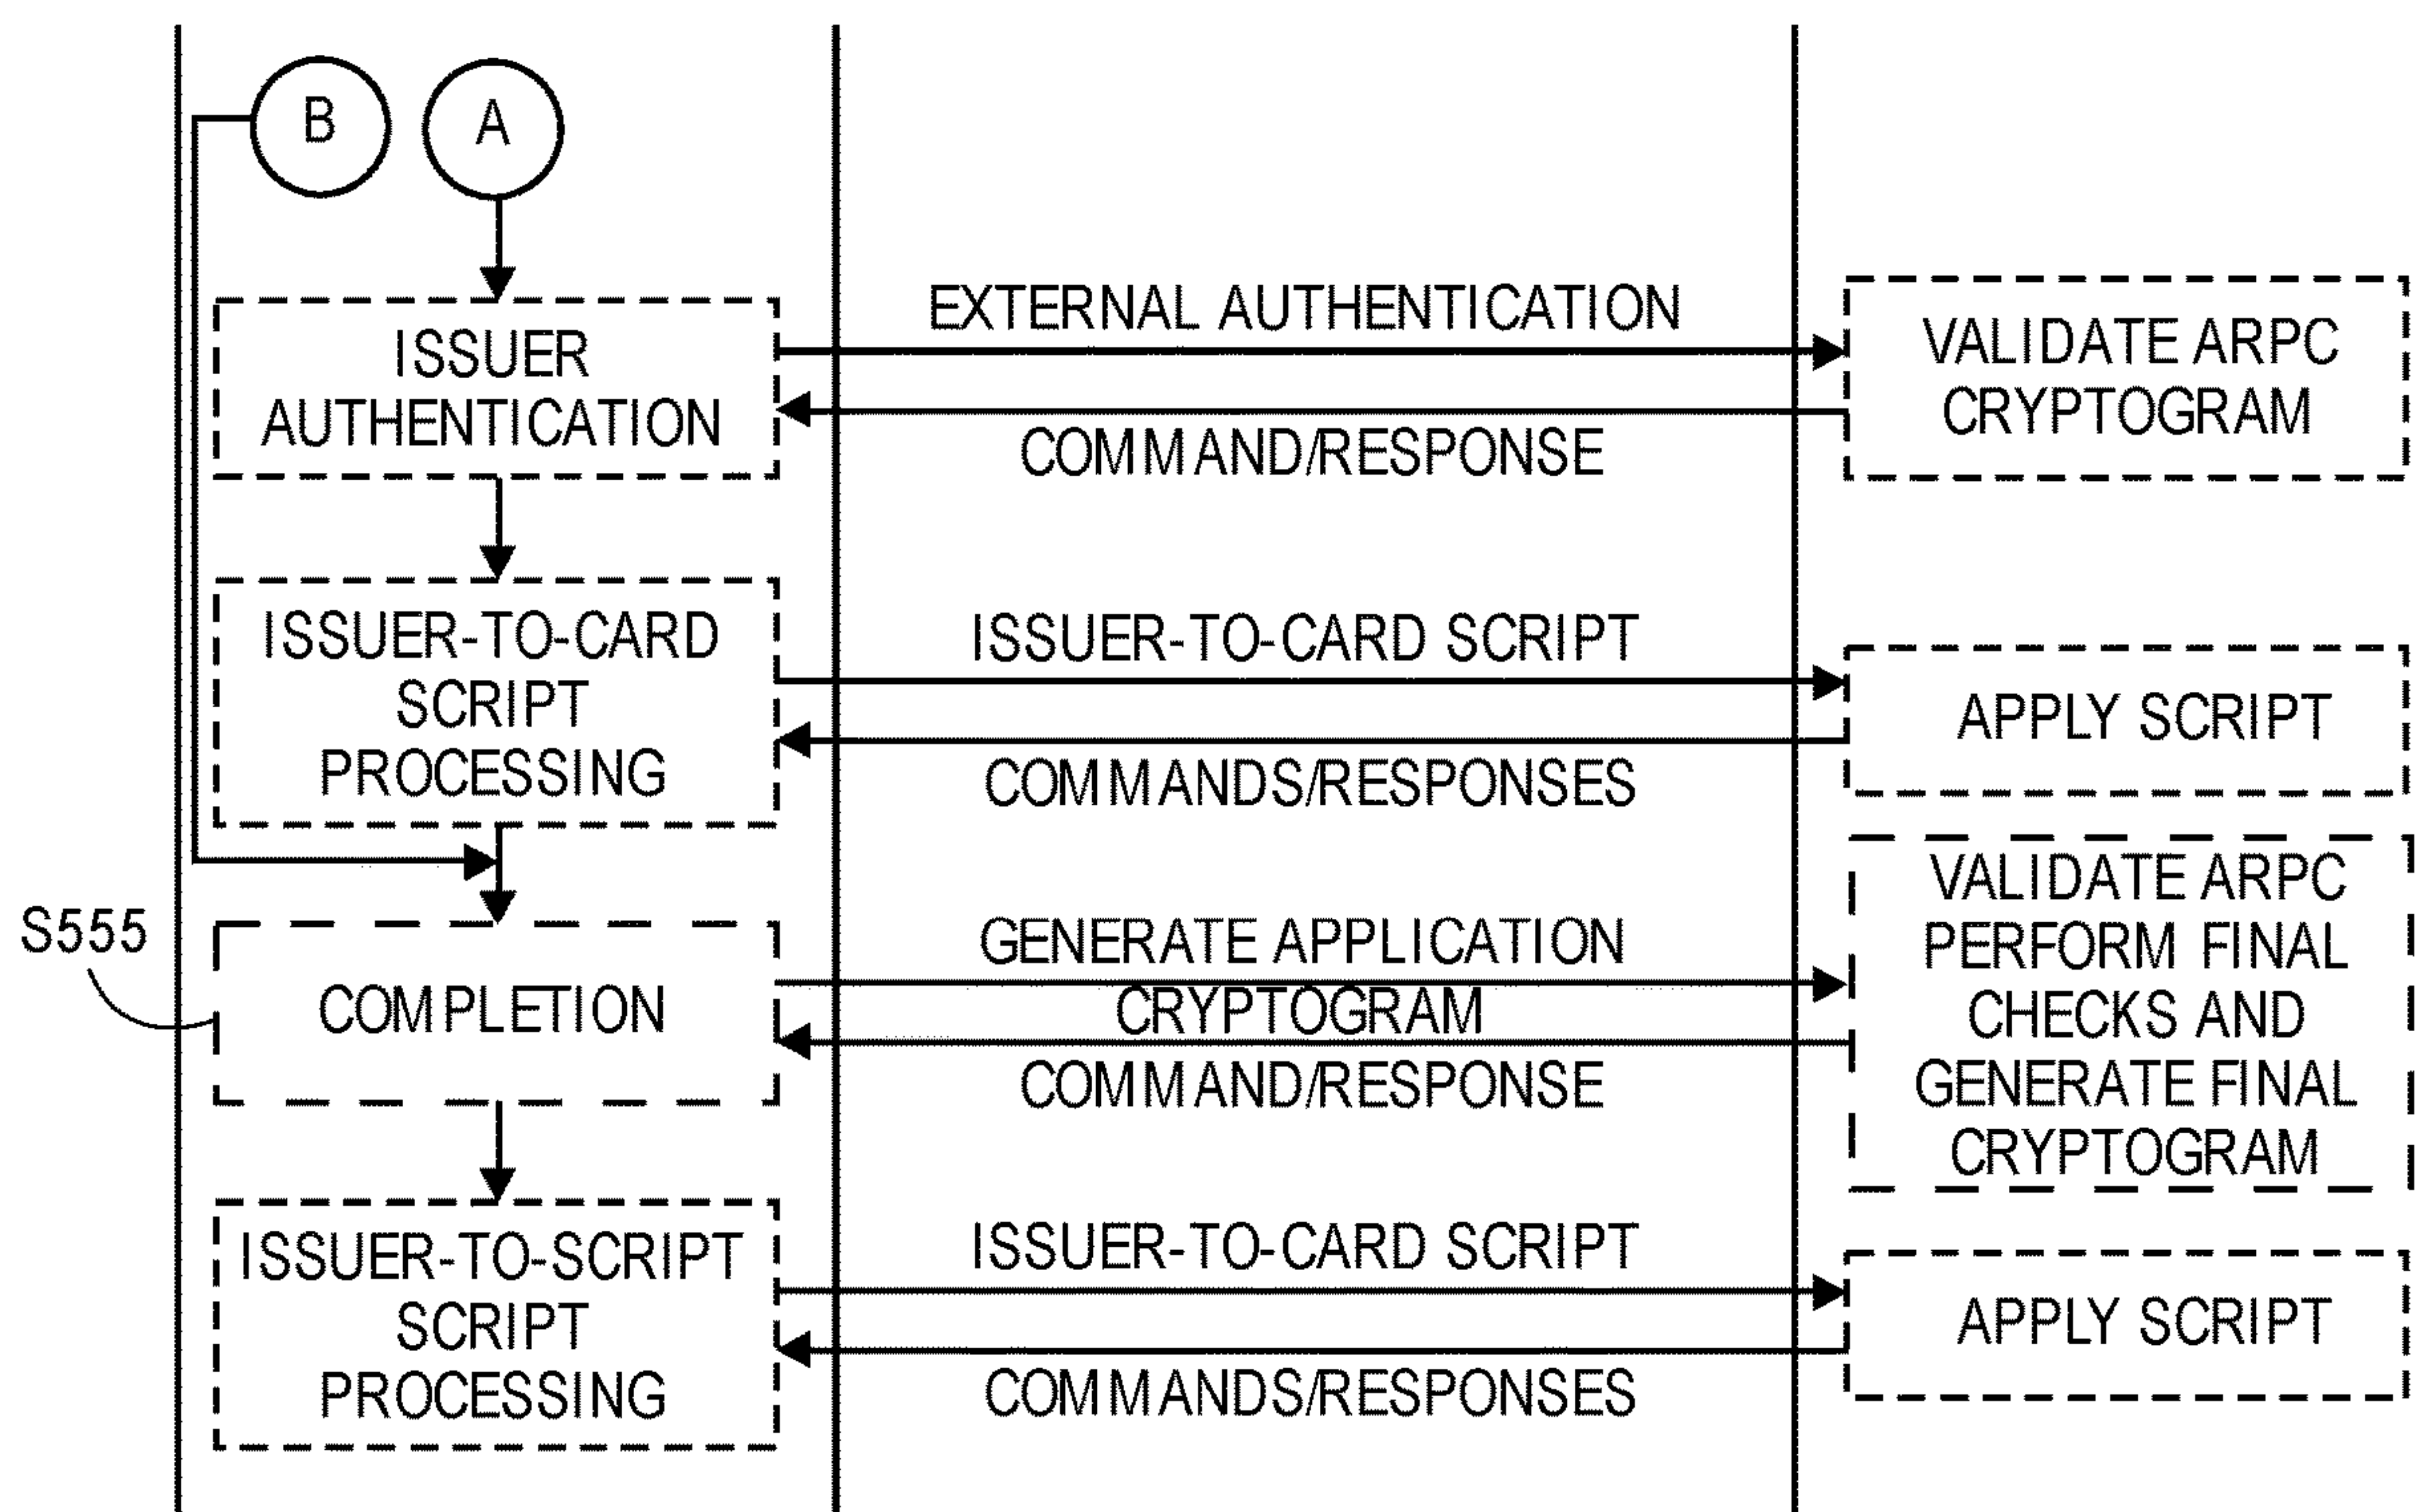 B
A
ISSUER
AUTHENTICATION
EXTERNAL AUTHENTICATION
COMMAND/RESPONSE
VALIDATE ARPC
CRYPTOGRAM
ISSUER-TO-CARD
SCRIPT
PROCESSING
ISSUER-TO-CARD SCRIPT
COMMANDS/RESPONSES
APPLY SCRIPT
S555
COMPLETION
GENERATE APPLICATION
CRYPTOGRAM
COMMAND/RESPONSE
VALIDATE ARPC
PERFORM FINAL
CHECKS AND
GENERATE FINAL
CRYPTOGRAM
ISSUER-TO-SCRIPT
SCRIPT
PROCESSING
ISSUER-TO-CARD SCRIPT
COMMANDS/RESPONSES
APPLY SCRIPT